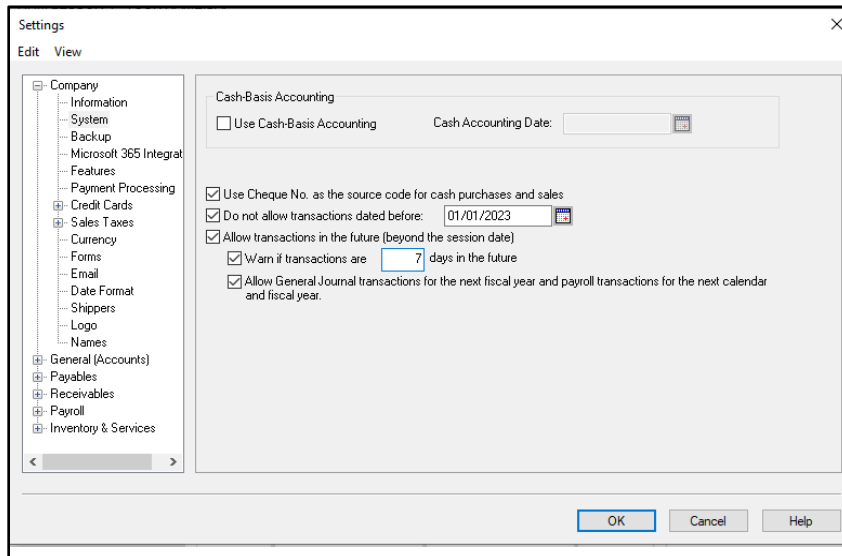 Settings
Edit View
Company
Information
System
Backup
Microsoft 365 Integrat
Features
Payment Processing
Credit Cards
Sales Taxes
Currency
Forms
Email
Date Format
Shippers
Logo
Names
General (Accounts)
Payables
Receivables
Payroll
Inventory & Services
Cash-Basis Accounting
Use Cash-Basis Accounting Cash Accounting Date:
Use Cheque No. as the source code for cash purchases and sales
Do not allow transactions dated before: 01/01/2023
Allow transactions in the future (beyond the session date)
Warn if transactions are 7 days in the future
Allow General Journal transactions for the next fiscal year and payroll transactions for the next calendar
and fiscal year.
OK Cancel Help